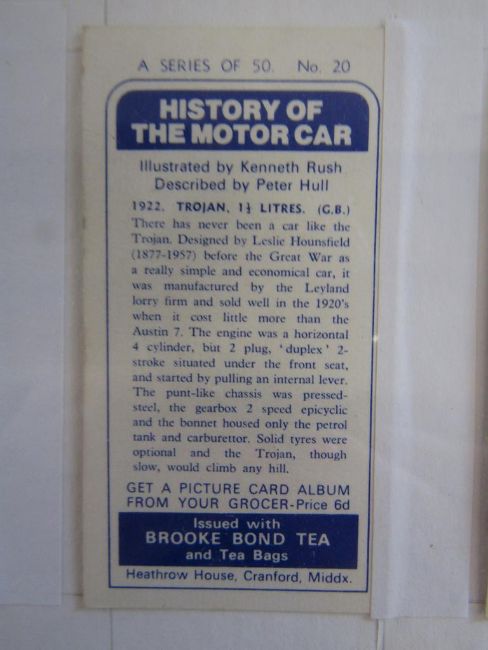 A SERIES OF 50. No. 20
HISTORY OF
THE MOTOR CAR
Illustrated by Kenneth Rush
Described by Peter Hull
1922. TROJAN, 1½ LITRES. (G.B.)
There has never been a car like the
Trojan. Designed by Leslie Hounsfield
(1877-1957) before the Great War as
a really simple and economical car, it
was manufactured by the Leyland
lorry firm and sold well in the 1920's
when it cost little more than the
Austin 7. The engine was a horizontal
4 cylinder, but 2 plug, 'duplex' 2-
stroke situated under the front seat,
and started by pulling an internal lever.
The punt-like chassis was pressed-
steel, the gearbox 2 speed epicyclic
and the bonnet housed only the petrol
tank and carburettor. Solid tyres were
optional and the Trojan, though
slow, would climb any hill.
GET A PICTURE CARD ALBUM
FROM YOUR GROCER-Price 6d
Issued with
BROOKE BOND TEA
and Tea Bags
Heathrow House, Cranford, Middx.